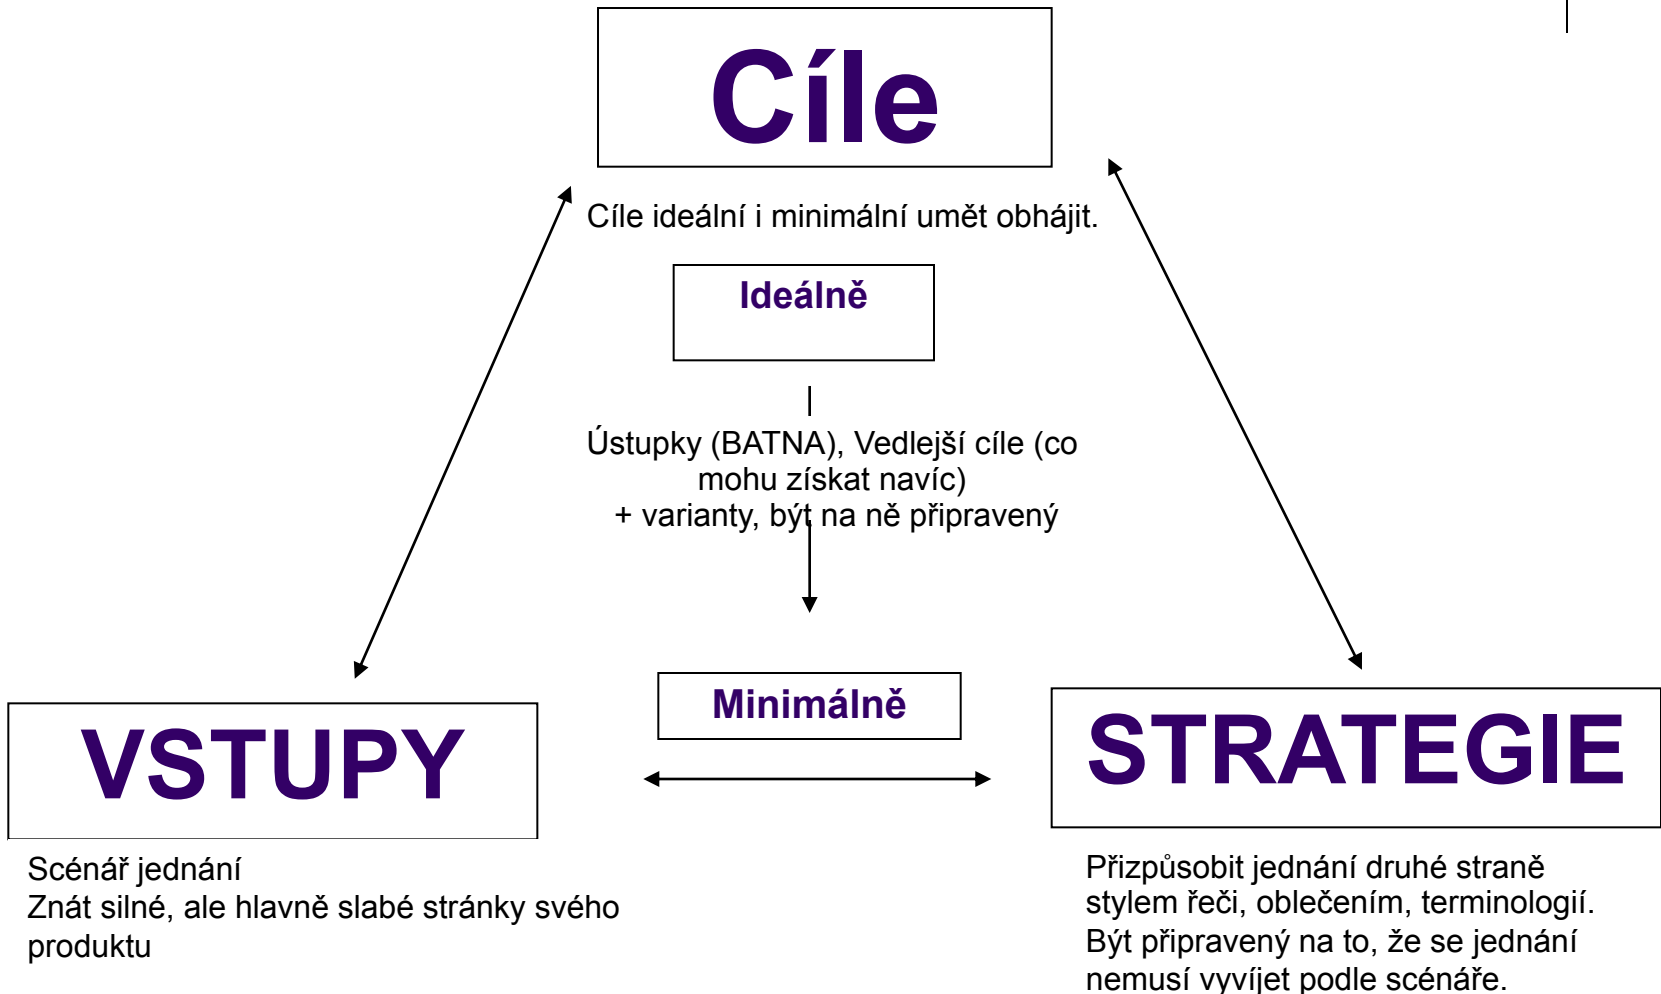 Cíle
Cíle ideální i minimální umět obhájit.
Ideálně
Ústupky (BATNA), Vedlejší cíle (co
mohu získat navíc)
+ varianty, být na ně připravený
Minimálně
VSTUPY
Scénář jednání
Znát silné, ale hlavně slabé stránky svého
produktu
STRATEGIE
Přizpůsobit jednání druhé straně
stylem řeči, oblečením, terminologií.
Být připravený na to, že se jednání
nemusí vyvíjet podle scénáře.